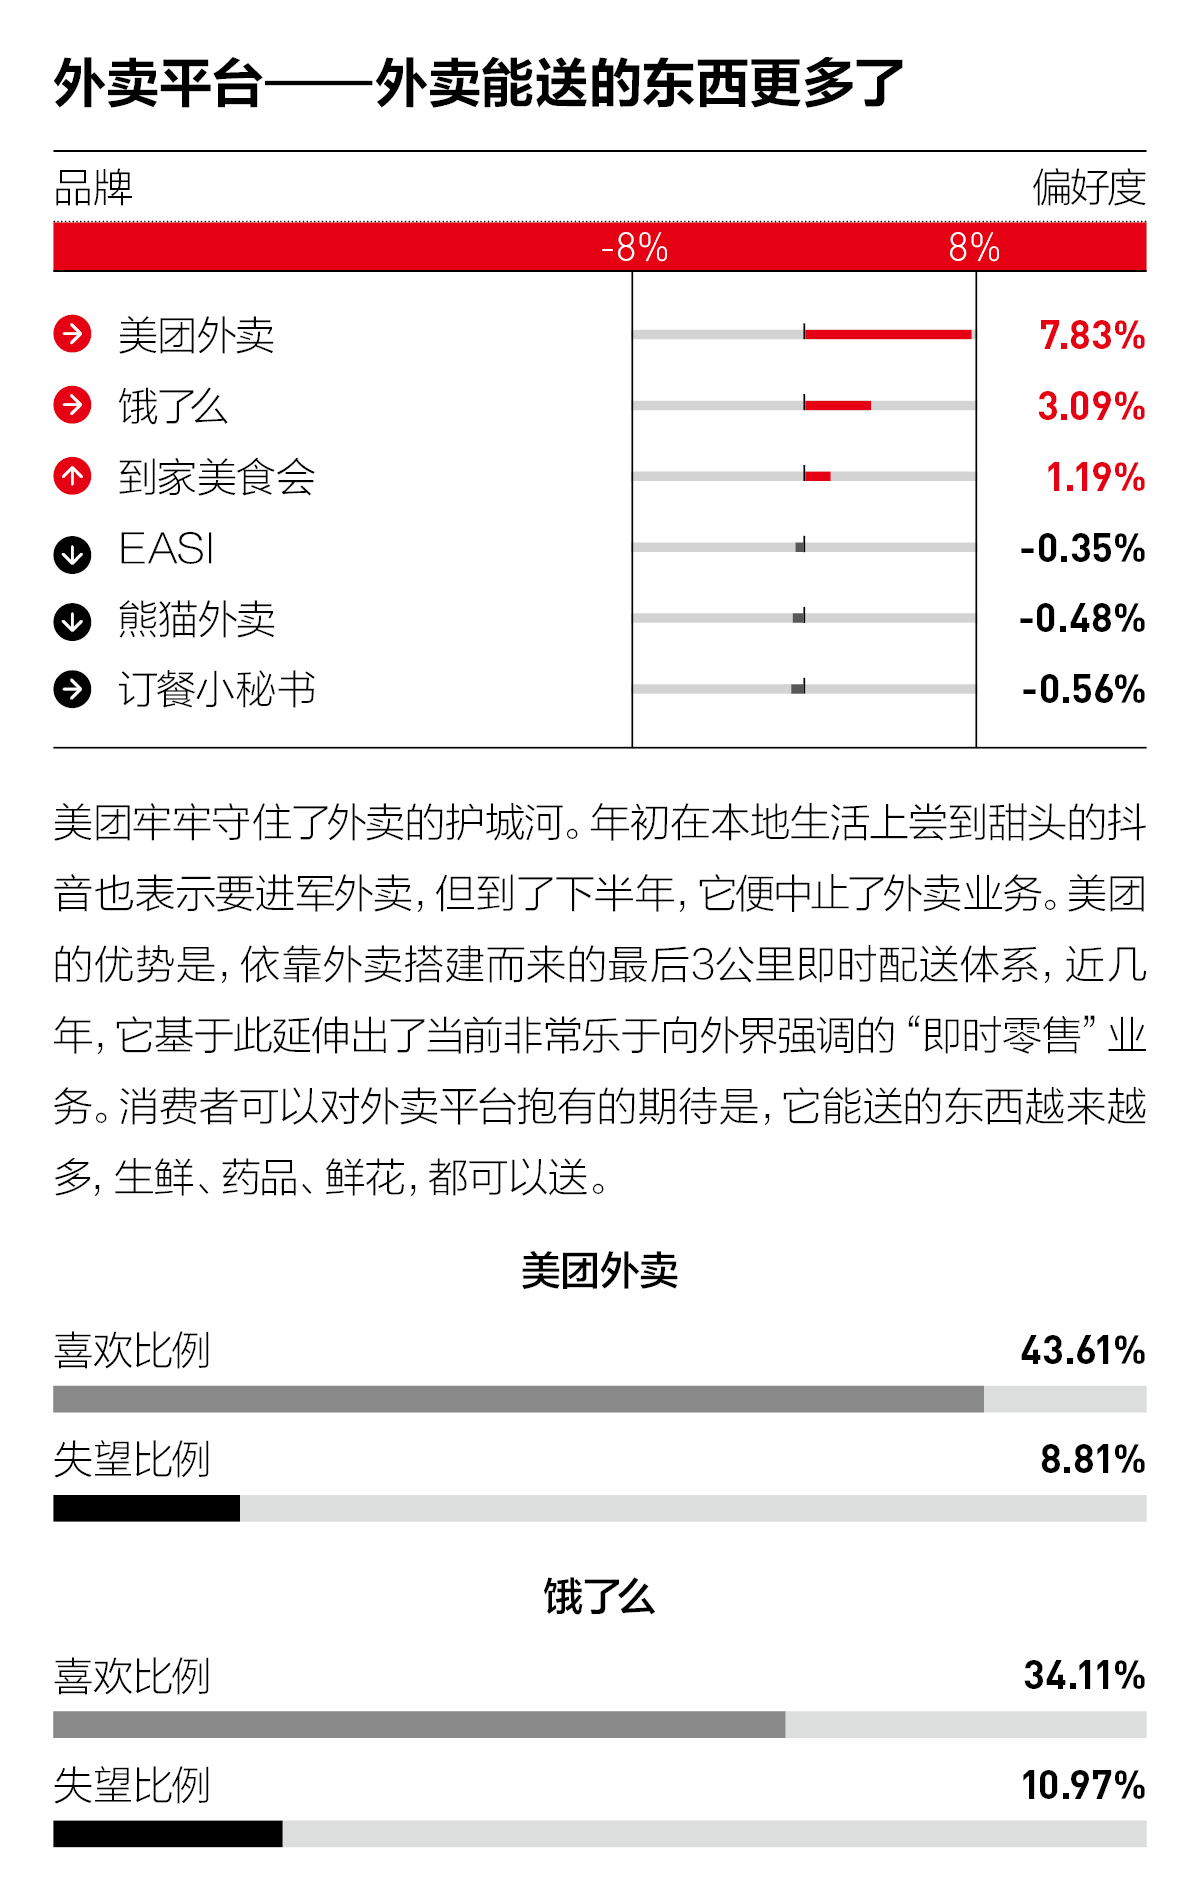 外卖平台——外卖能送的东西更多了
品牌 偏好度
-8% 8%
美团外卖 7.83%
饿了么 3.09%
到家美食会 1.19%
EASI -0.35%
熊猫外卖 -0.48%
订餐小秘书 -0.56%
美团牢牢守住了外卖的护城河。年初在本地生活上尝到甜头的抖
音也表示要进军外卖，但到了下半年，它便中止了外卖业务。美团
的优势是，依靠外卖搭建而来的最后3公里即时配送体系，近几
年，它基于此延伸出了当前非常乐于向外界强调的“即时零售”业
务。消费者可以对外卖平台抱有的期待是，它能送的东西越来越
多，生鲜、药品、鲜花，都可以送。
美团外卖
喜欢比例 43.61%
失望比例 8.81%
饿了么
喜欢比例 34.11%
失望比例 10.97%